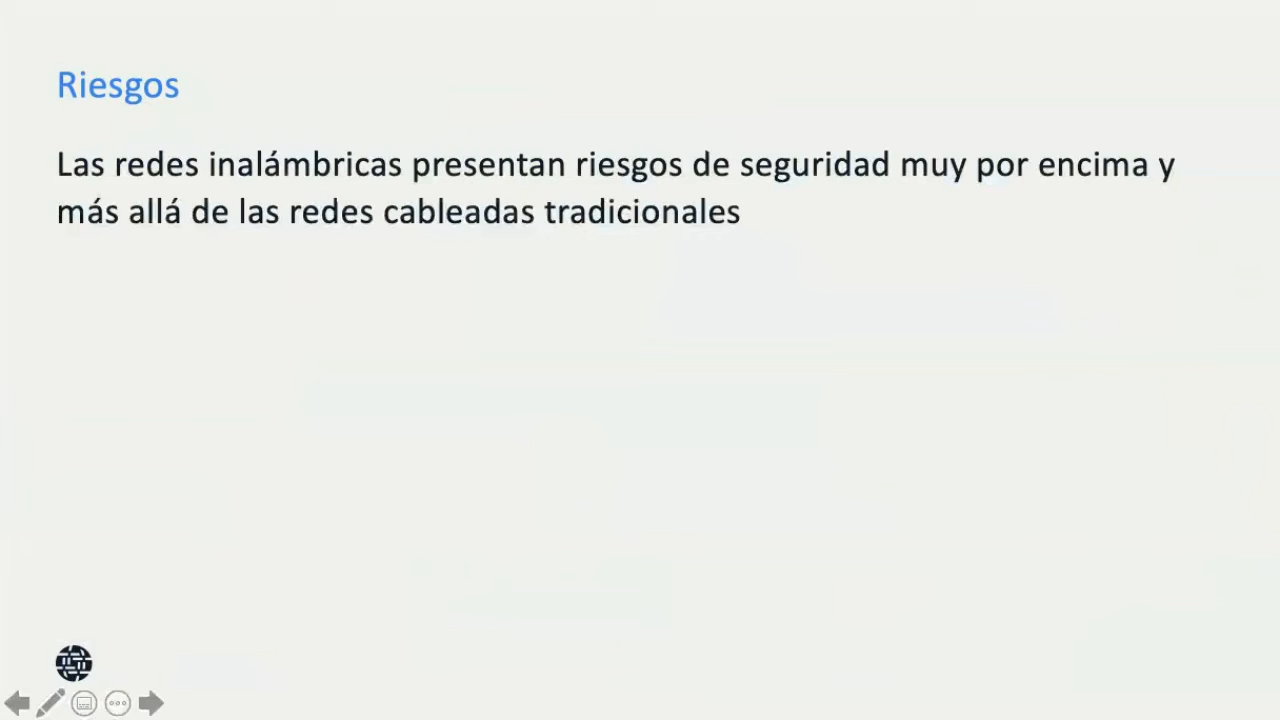 Riesgos
Las redes inalámbricas presentan riesgos de seguridad muy por encima y
más allá de las redes cableadas tradicionales